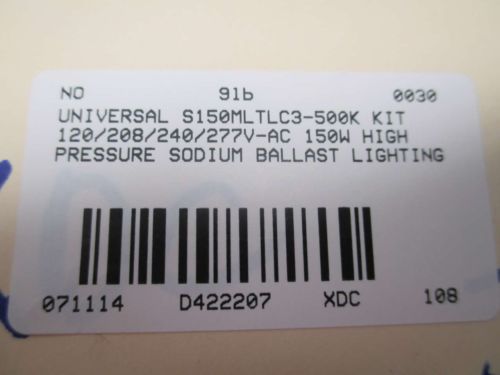 NO 9lb 0030
UNIVERSAL S150MLTLC3-500K KIT
120/208/240/277V-AC 150W HIGH
PRESSURE SODIUM BALLAST LIGHTING
071114 D422207 XDC 108